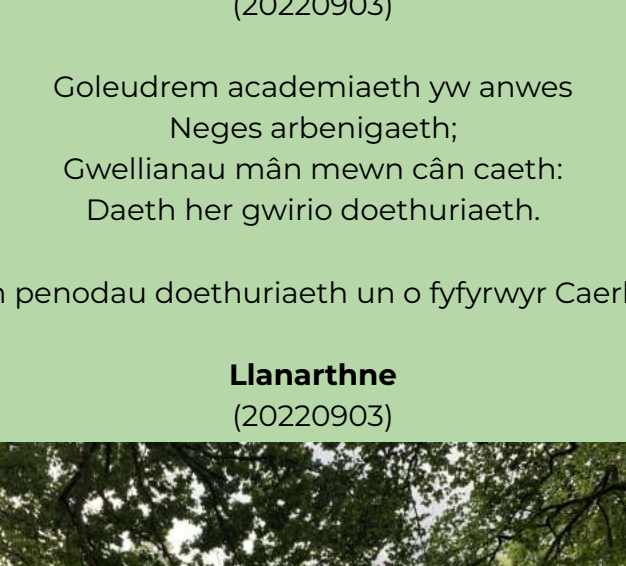 (20220903)
Goleudrem academiaeth yw anwes
Neges arbenigaeth;
Gwellianau mân mewn cân caeth:
Daeth her gwirio doethuriaeth.
penodau doethuriaeth un o fyfyrwyr
Llanarthne
(20220903)